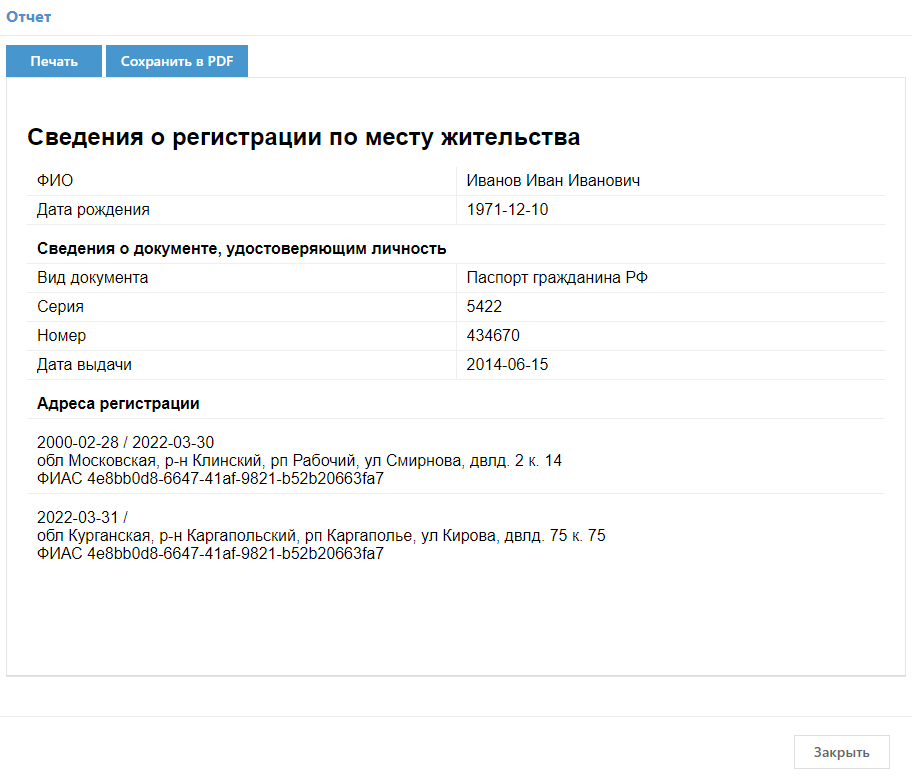 Отчет
Печать Сохранить в PDF
Сведения о регистрации по месту жительства
ФИО Иванов Иван Иванович
Дата рождения 1971-12-10
Сведения о документе, удостоверяющим личность
Вид документа Паспорт гражданина РФ
Серия 5422
Номер 434670
Дата выдачи 2014-06-15
Адреса регистрации
2000-02-28 / 2022-03-30
обл Московская, р-н Клинский, рп Рабочий, ул Смирнова, двлд. 2 к. 14
ФИАС 4e8bb0d8-6647-41af-9821-b52b20663fa7
2022-03-31 /
обл Курганская, р-н Каргапольский, рп Каргаполье, ул Кирова, двлд. 75 к. 75
ФИАС 4e8bb0d8-6647-41af-9821-b52b20663fa7
Закрыть